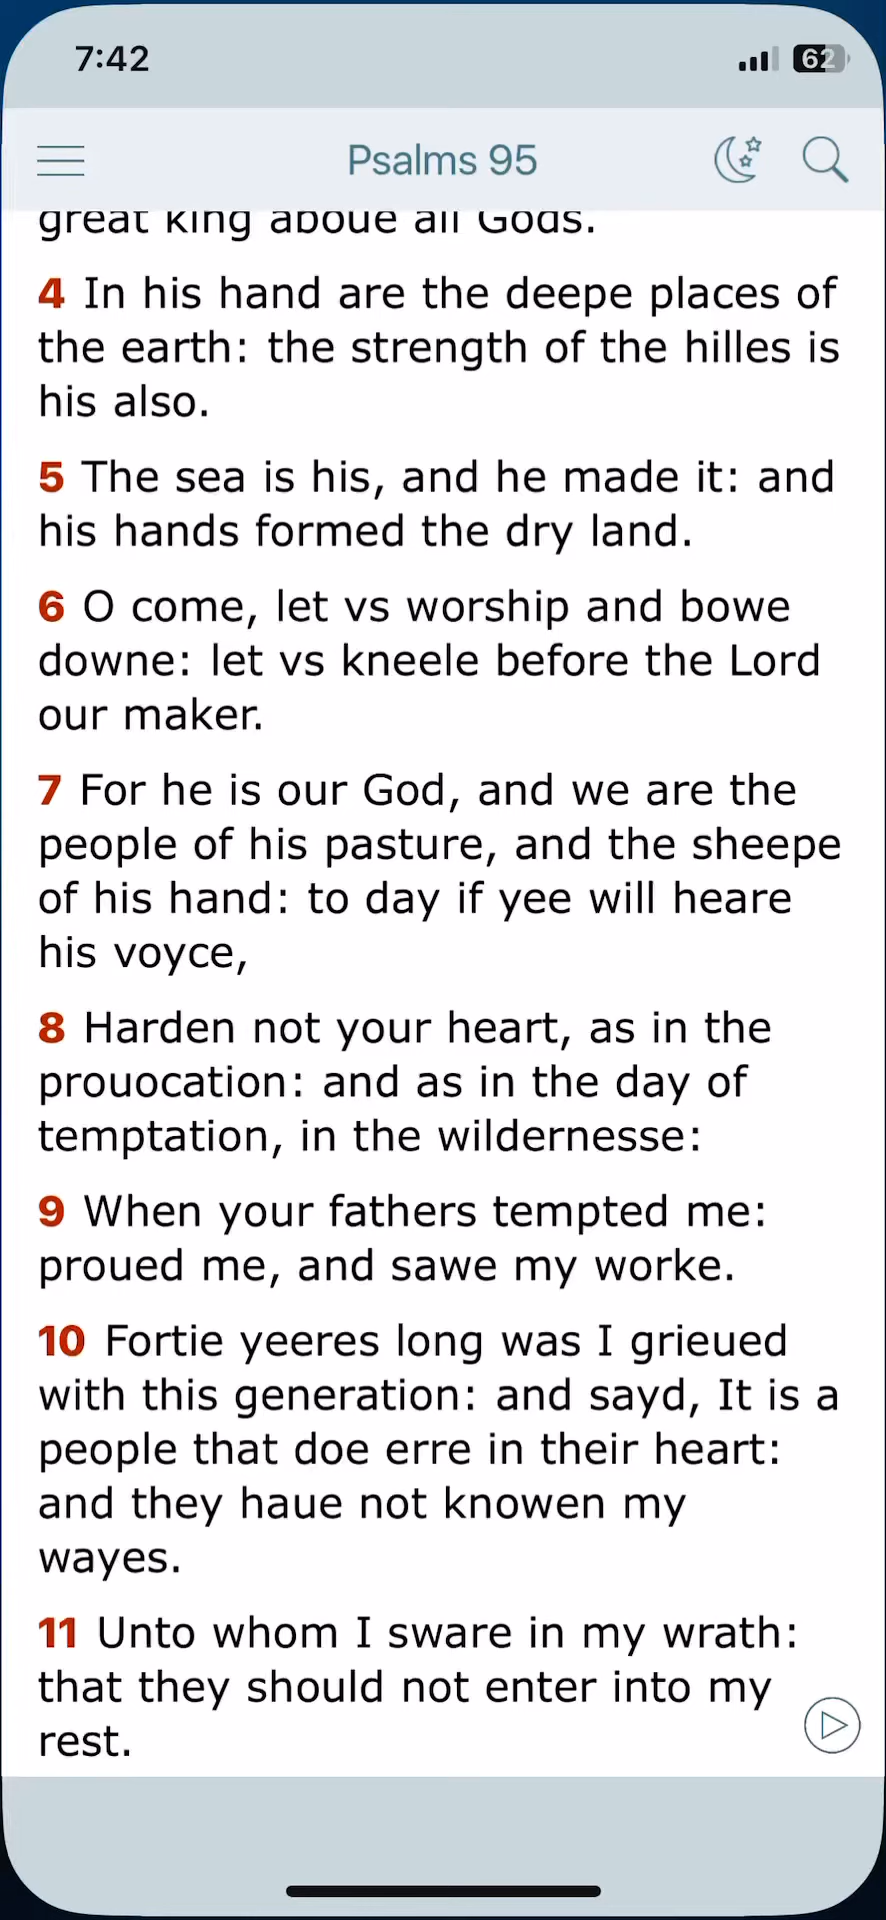 7:42
62
Psalms 95
great king aboue all Gods.
4 In his hand are the deepe places of
the earth: the strength of the hilles is
his also.
5 The sea is his, and he made it: and
his hands formed the dry land.
6 O come, let vs worship and bowe
downe: let vs kneele before the Lord
our maker.
7 For he is our God, and we are the
people of his pasture, and the sheepe
of his hand: to day if yee will heare
his voyce,
8 Harden not your heart, as in the
prouocation: and as in the day of
temptation, in the wildernesse:
9 When your fathers tempted me:
proued me, and sawe my worke.
10 Fortie yeeres long was I grieued
with this generation: and sayd, It is a
people that doe erre in their heart:
and they haue not knowen my
wayes.
11 Unto whom I sware in my wrath:
that they should not enter into my
rest.